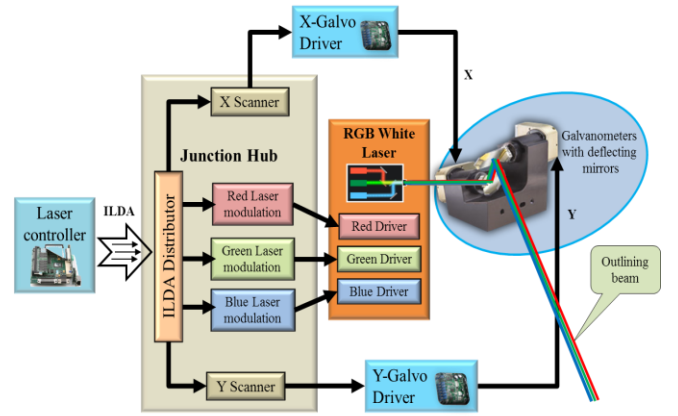 X-Galvo
Driver
X
X Scanner
Junction Hub
RGB White
Laser
Galvanometers
with deflecting
mirrors
Laser
controller
ILDA
ILDA Distributor
Red Laser
modulation
Green Laser
modulation
Blue Laser
modulation
Red Driver
Green Driver
Blue Driver
Y
Outlining
beam
Y Scanner
Y-Galvo
Driver